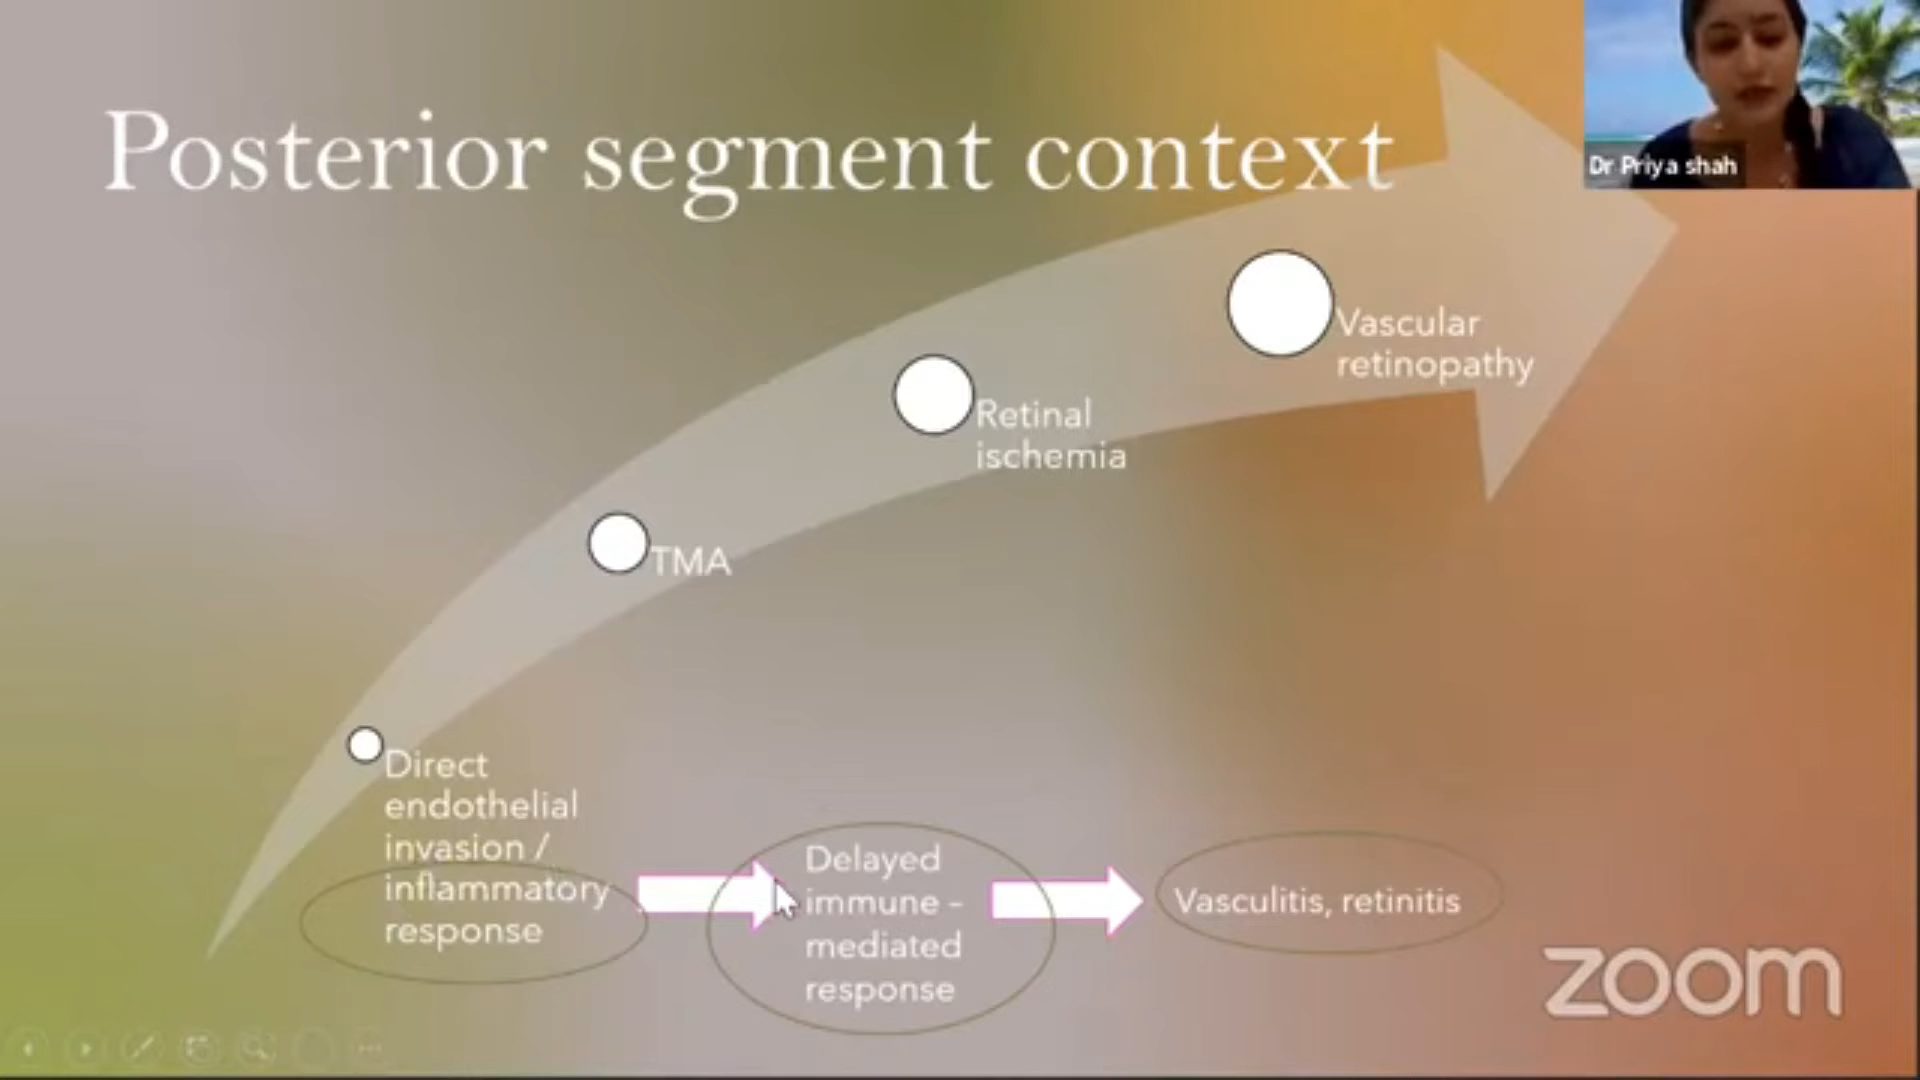 Posterior segment context
Dr Priya shah
Vascular
retinopathy
Retinal
ischemia
TMA
Direct
endothelial
invasion /
inflammatory
response
Delayed
immune -
mediated
response
Vasculitis, retinitis
zoom